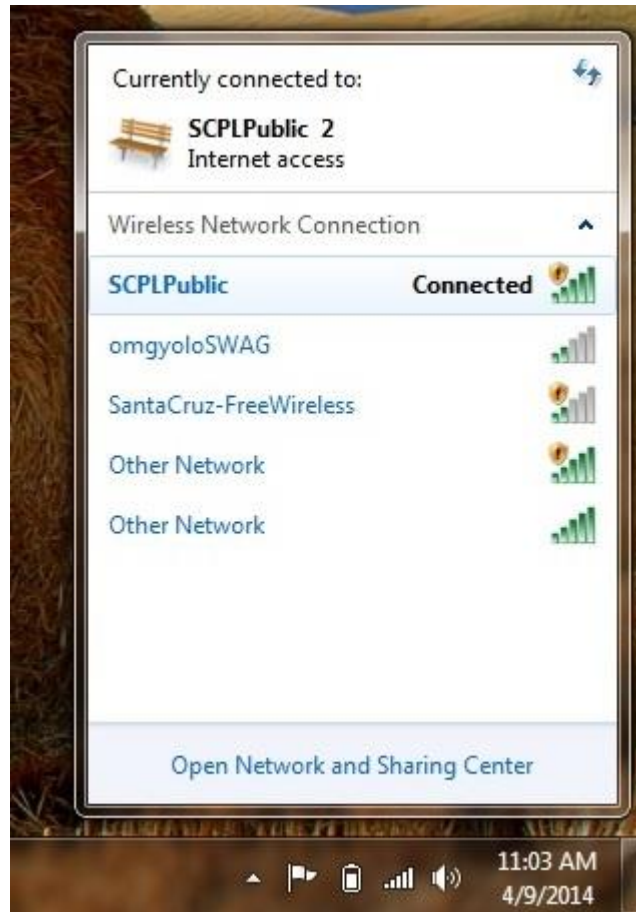 Currently connected to:
SCPLPublic 2
Internet access
Wireless Network Connection
SCPLPublic Connected
omgyoloSWAG
SantaCruz-FreeWireless
Other Network
Other Network
Open Network and Sharing Center
11:03 AM
4/9/2014